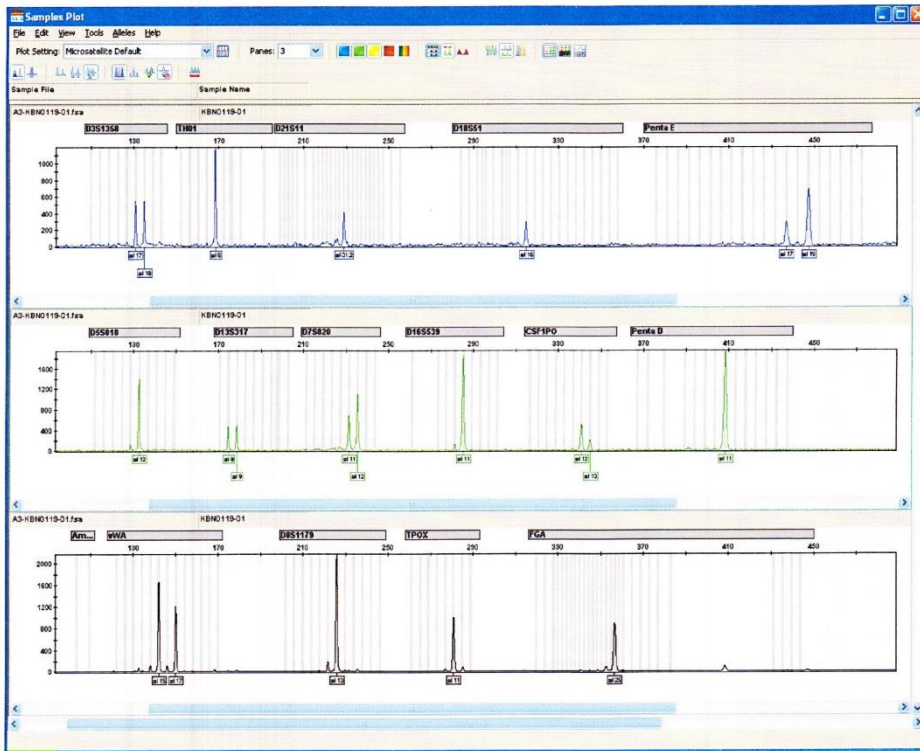 Samples Plot
File Edit View Tools Alleles Help
Plot Setting: Microsatellite Default Panes: 3
Sample File Sample Name
A3-KBN0119-01.fsa KBN0119-01
D3S1358 TH01 D21S11 D18S51 Penta E
130 170 210 250 290 330 370 410 450
1000
800
600
400
200
0
al 17 al 31.2 al 16 al 17 al 19
A3-KBN0119-01.fsa KBN0119-01
D5S818 D13S317 D7S820 D16S539 CSF1PO Penta D
130 170 210 250 290 330 370 410 450
1600
1200
800
400
0
al 12 al 8 al 11 al 11 al 12 al 11
al 9 al 12 al 13
A3-KBN0119-01.fsa KBN0119-01
Am... vWA D8S1179 TPOX FGA
130 170 210 250 290 330 370 410 450
2000
1600
1200
800
400
0
al 15 al 17 al 13 al 11 al 25